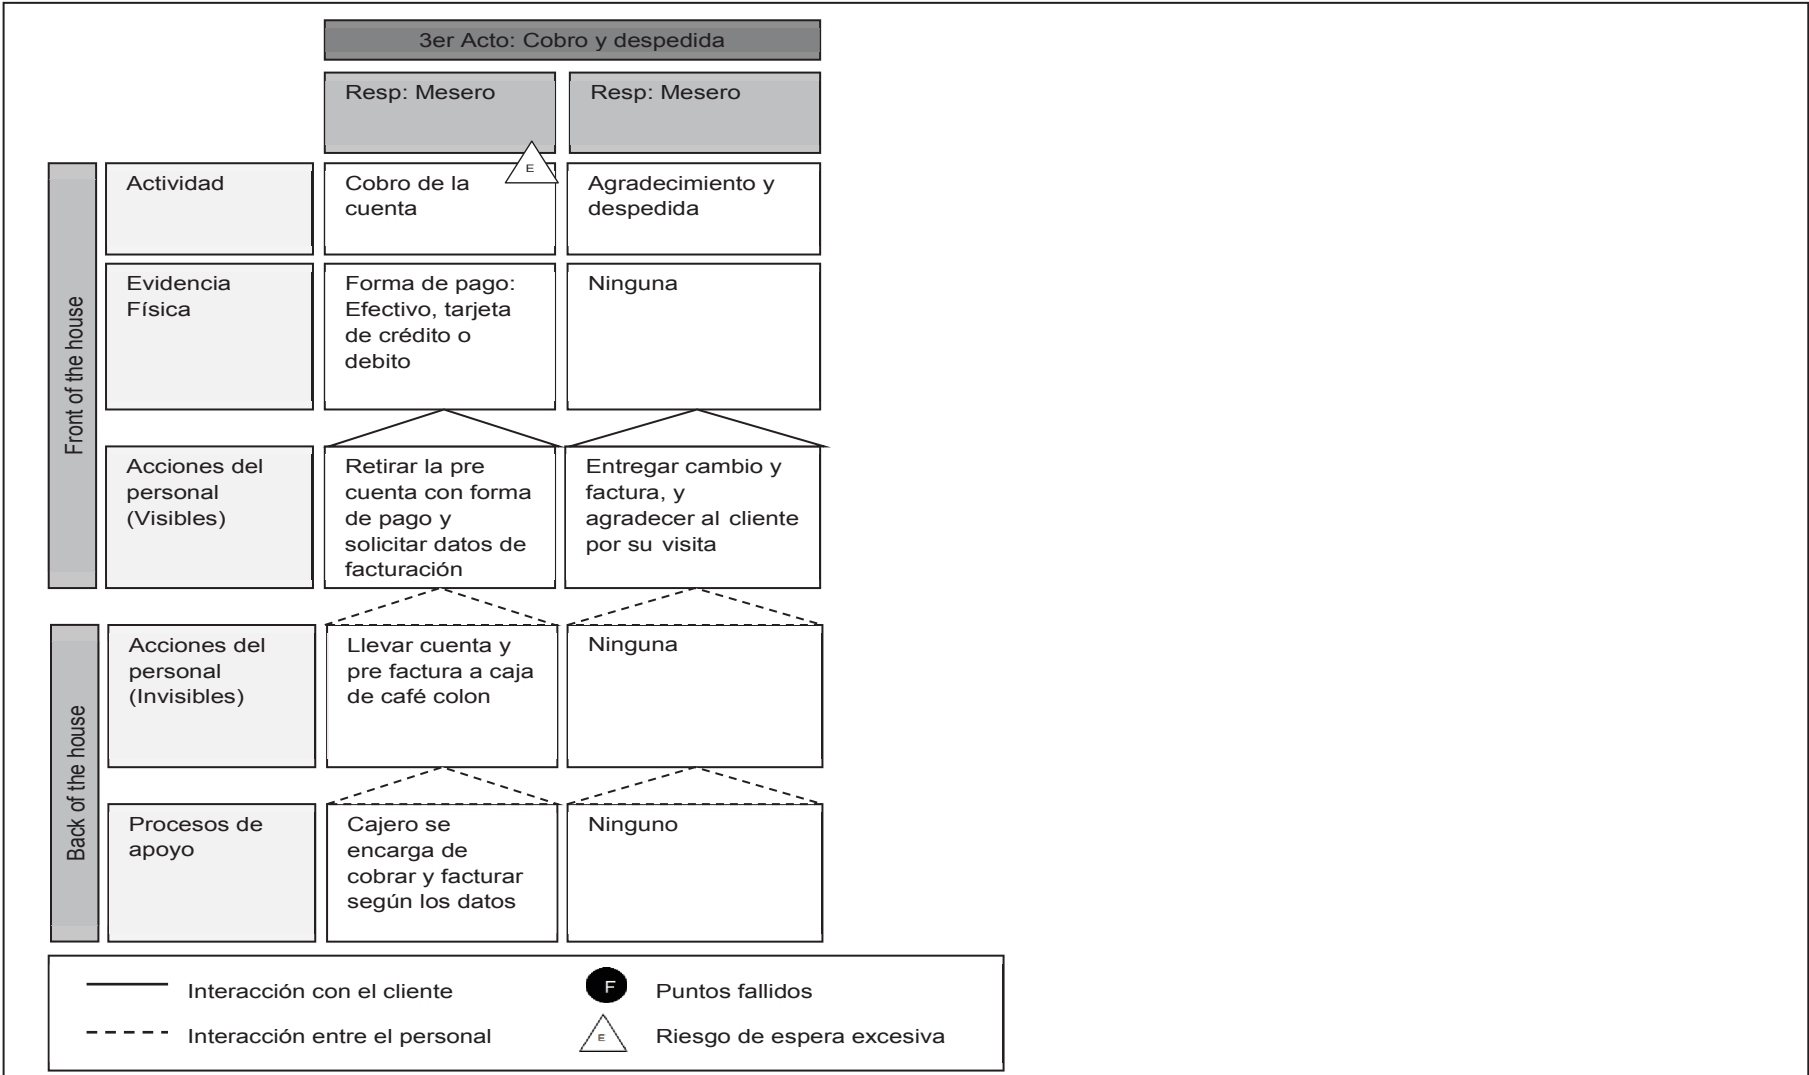 3er Acto: Cobro y despedida
Resp: Mesero
Resp: Mesero
Front of the house
Actividad
Cobro de la
cuenta
E
Agradecimiento y
despedida
Evidencia
Física
Forma de pago:
Efectivo, tarjeta
de crédito o
debito
Ninguna
Acciones del
personal
(Visibles)
Retirar la pre
cuenta con forma
de pago y
solicitar datos de
facturación
Entregar cambio y
factura, y
agradecer al cliente
por su visita
Back of the house
Acciones del
personal
(Invisibles)
Llevar cuenta y
pre factura a caja
de café colon
Ninguna
Procesos de
apoyo
Cajero se
encarga de
cobrar y facturar
según los datos
Ninguno
Interacción con el cliente
F
Puntos fallidos
Interacción entre el personal
E
Riesgo de espera excesiva